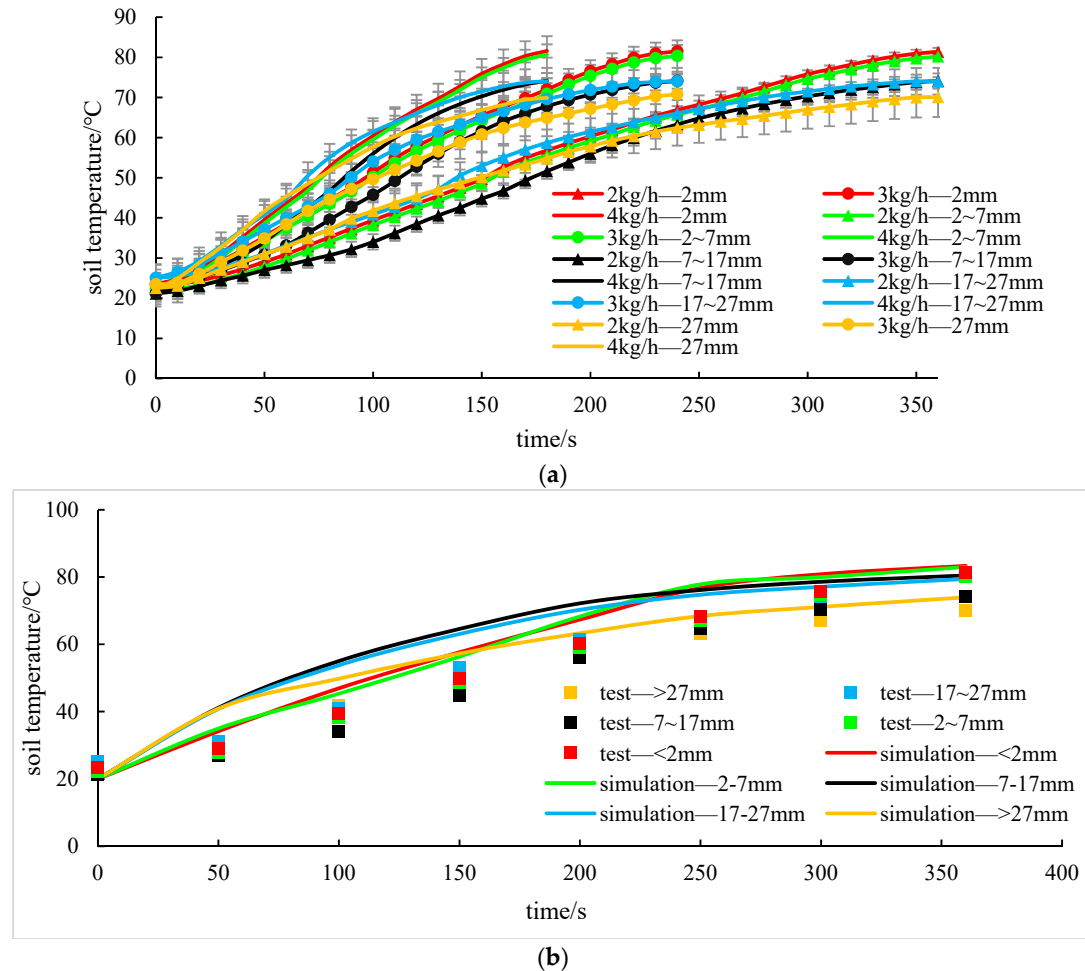 90
80
70
60
50
40
30
20
10
0
soil temperature/°C
2kg/h—2mm 3kg/h—2mm
4kg/h—2mm 2kg/h—2~7mm
3kg/h—2~7mm 4kg/h—2~7mm
2kg/h—7~17mm 3kg/h—7~17mm
4kg/h—7~17mm 2kg/h—17~27mm
3kg/h—17~27mm 4kg/h—17~27mm
2kg/h—27mm 3kg/h—27mm
4kg/h—27mm
0 50 100 150 200 250 300 350
time/s
(a)
100
80
60
40
20
0
soil temperature/°C
test—>27mm test—17~27mm
test—7~17mm test—2~7mm
test—<2mm simulation—<2mm
simulation—2-7mm simulation—7-17mm
simulation—17-27mm simulation—>27mm
0 50 100 150 200 250 300 350 400
time/s
(b)